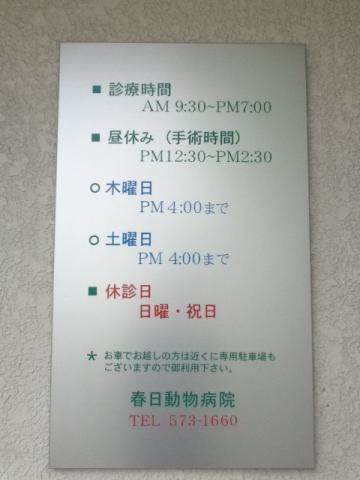 ■ 診療時間
AM 9:30~PM7:00
■ 昼休み（手術時間）
PM12:30~PM2:30
○ 木曜日
PM 4:00まで
○ 土曜日
PM 4:00まで
■ 休診日
日曜・祝日
* お車でお越しの方は近くに専用駐車場も
ございますので御利用下さい。
春日動物病院
TEL 573-1660